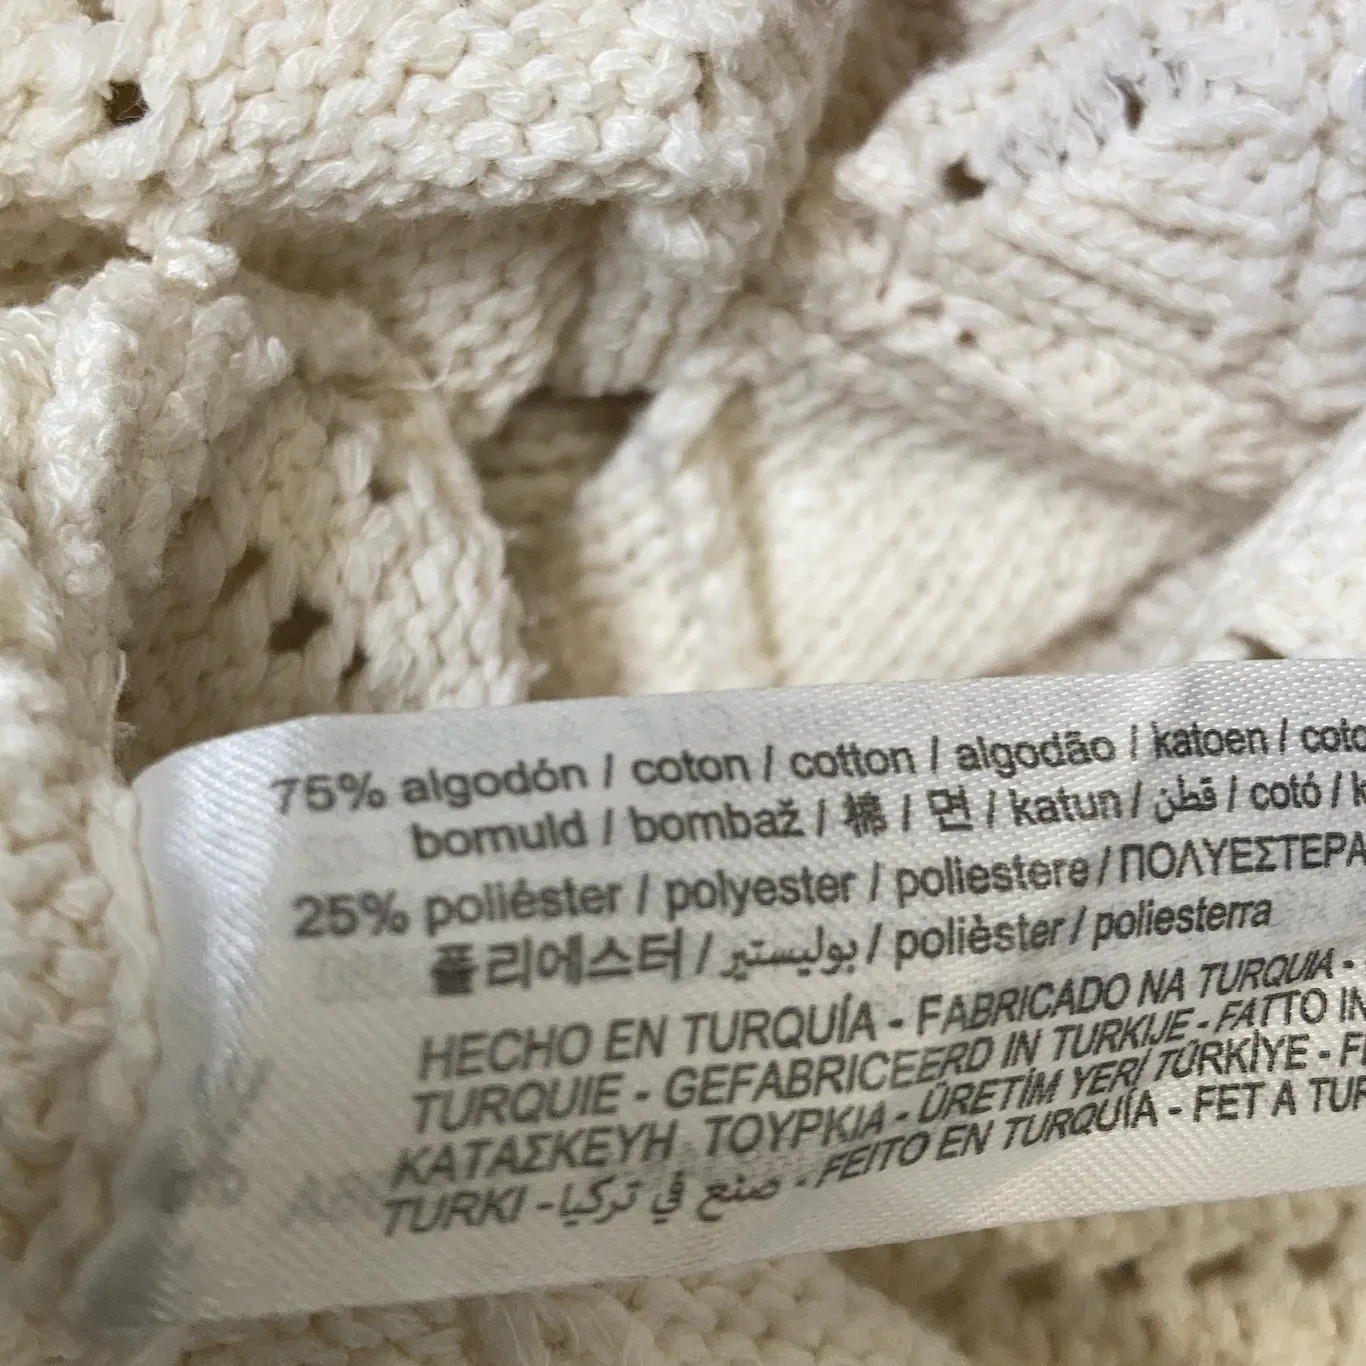 75% algodón / coton / cotton / algodão / katoen / coto
bomuld / bombaž / 棉 / 면 / katun / قطن / cotó / k
25% poliéster / polyester / poliestere / ΠΟΛΥΕΣΤΕΡΑ
폴리에스터 / بوليستير / polièster / poliesterra
HECHO EN TURQUÍA - FABRICADO NA TURQUIA -
TURQUIE - GEFABRICEERD IN TURKIJE - FATTO IN
ΚΑΤΑΣΚΕΥΗ ΤΟΥΡΚΙΑ - ÜRETİM YERİ TÜRKİYE - F
TURKI - صنع في تركيا - FEITO EN TURQUÍA - FET A TUR